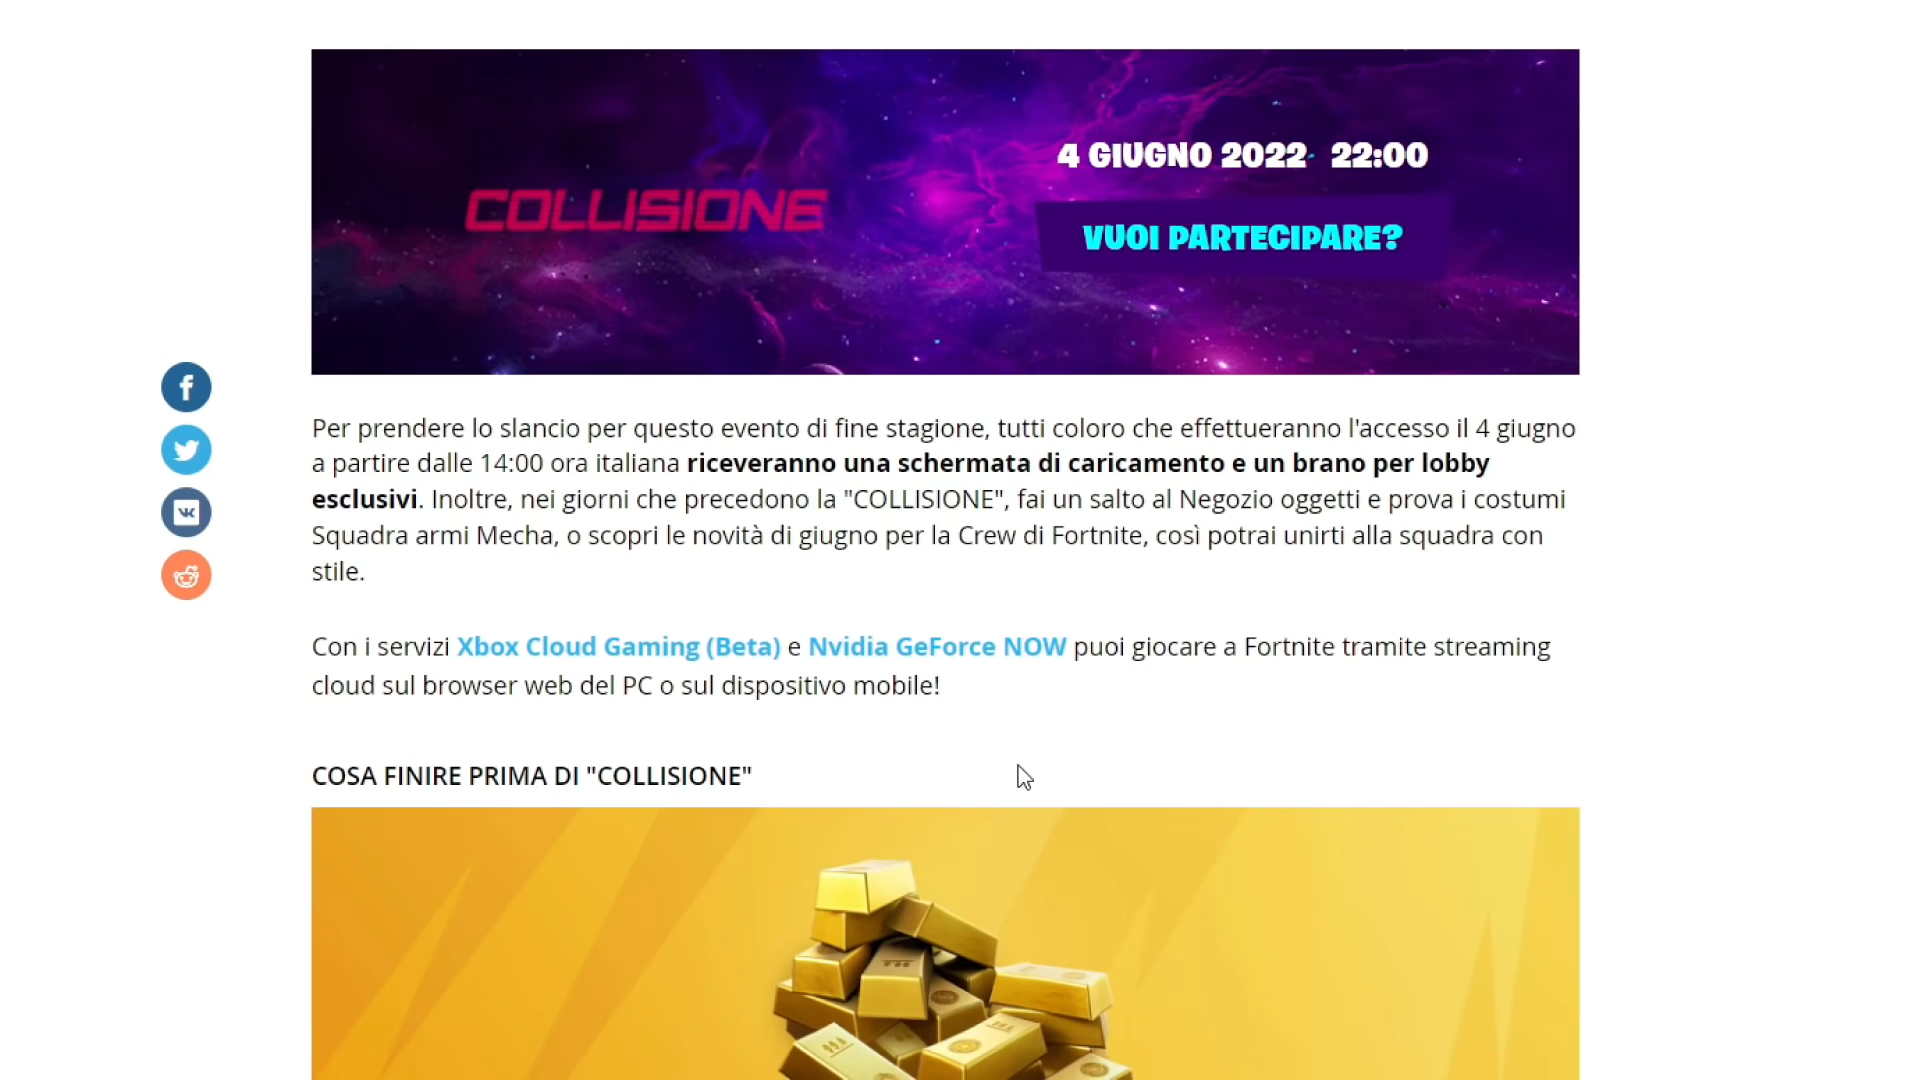 COLLISIONE
4 GIUGNO 2022 22:00
VUOI PARTECIPARE?
Per prendere lo slancio per questo evento di fine stagione, tutti coloro che effettueranno l'accesso il 4 giugno
a partire dalle 14:00 ora italiana riceveranno una schermata di caricamento e un brano per lobby
esclusivi. Inoltre, nei giorni che precedono la "COLLISIONE", fai un salto al Negozio oggetti e prova i costumi
Squadra armi Mecha, o scopri le novità di giugno per la Crew di Fortnite, così potrai unirti alla squadra con
stile.
Con i servizi Xbox Cloud Gaming (Beta) e Nvidia GeForce NOW puoi giocare a Fortnite tramite streaming
cloud sul browser web del PC o sul dispositivo mobile!
COSA FINIRE PRIMA DI "COLLISIONE"